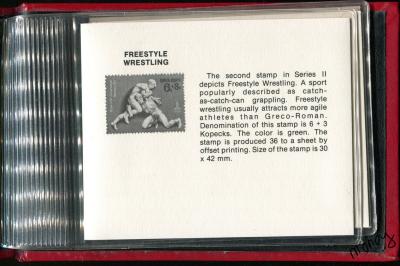 FREESTYLE
WRESTLING
The second stamp in Series II
depicts Freestyle Wrestling. A sport
popularly described as catch-
as-catch-can grappling. Freestyle
wrestling usually attracts more agile
athletes than Greco-Roman.
Denomination of this stamp is 6 + 3
Kopecks. The color is green. The
stamp is produced 36 to a sheet by
offset printing. Size of the stamp is 30
x 42 mm.